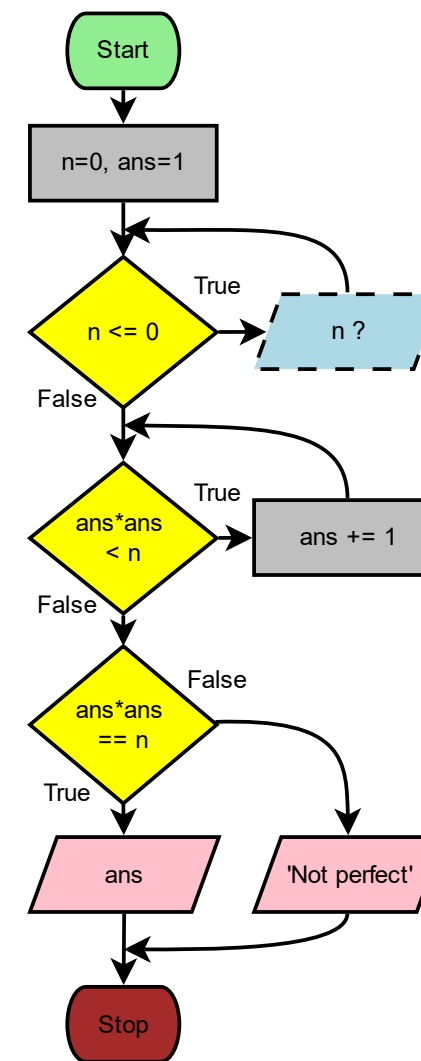 Start
n=0, ans=1
True
n <= 0
n ?
False
True
ans*ans
< n
ans += 1
False
False
ans*ans
== n
True
ans
'Not perfect'
Stop